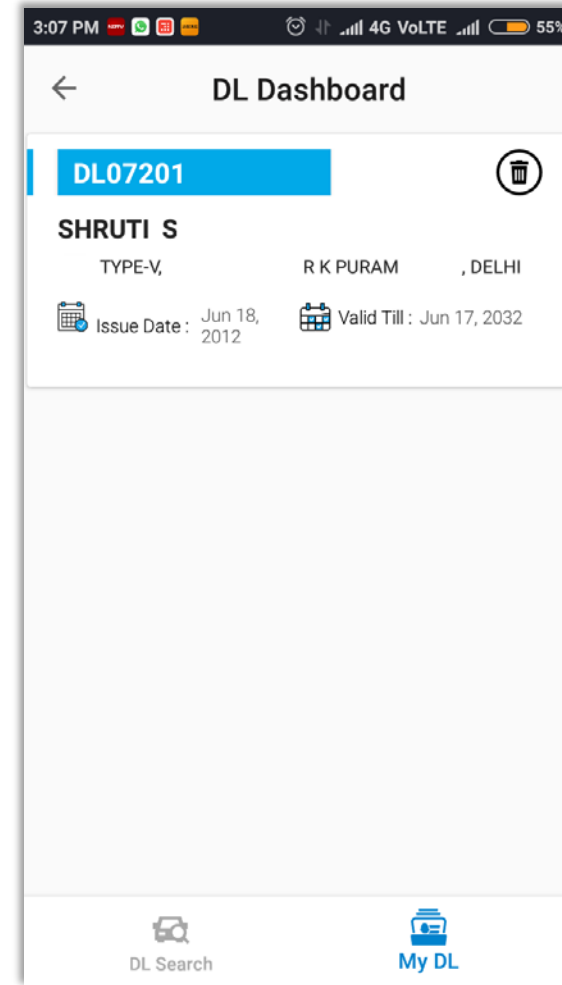 3:07 PM 4G VoLTE 55%
DL Dashboard
DL07201
SHRUTI S
TYPE-V, R K PURAM , DELHI
Issue Date : Jun 18, 2012 Valid Till : Jun 17, 2032
DL Search My DL